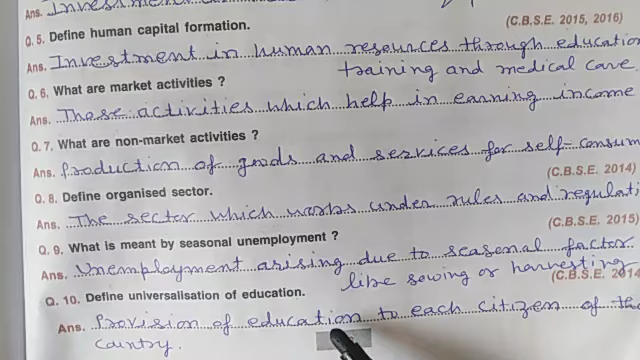 Ans.
Q. 5. Define human capital formation.
(C.B.S.E. 2015, 2016)
Ans. Investment in human resources through education
training and medical care
Q. 6. What are market activities ?
Ans. Those activities which help in earning income
Q. 7. What are non-market activities ?
Ans. Production of goods and services for self-consum
(C.B.S.E. 2014)
Q. 8. Define organised sector.
Ans. The sector which works under rules and regulati
(C.B.S.E. 2015)
Q. 9. What is meant by seasonal unemployment ?
Ans. Unemployment arising due to seasonal factor
like sowing or harvesting
(C.B.S.E. 2014
Q. 10. Define universalisation of education.
Ans. Provision of education to each citizen of the
country.